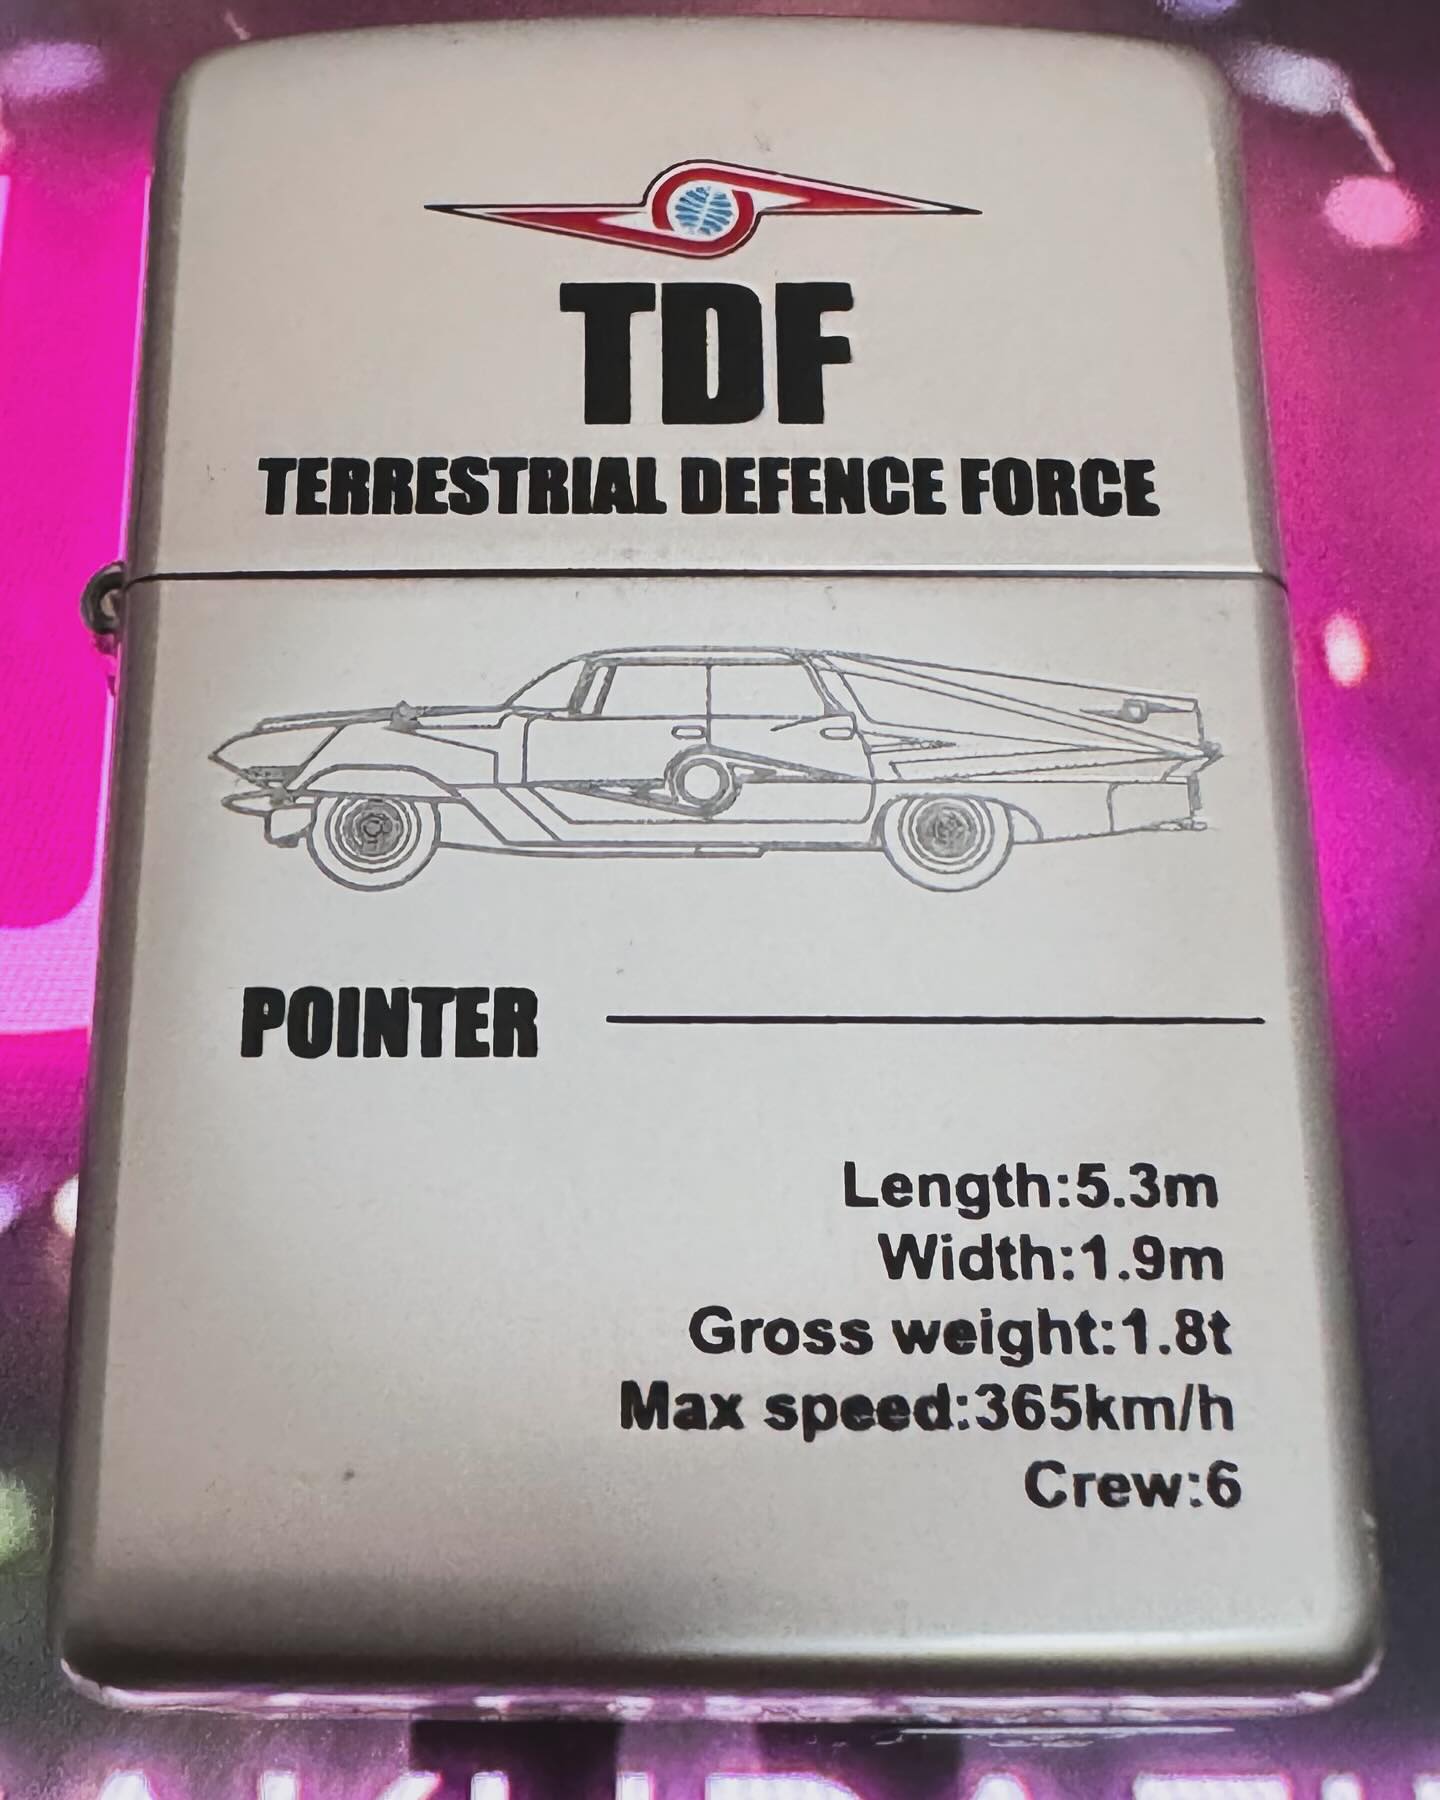 TDF
TERRESTRIAL DEFENCE FORCE
POINTER
Length:5.3m
Width:1.9m
Gross weight:1.8t
Max speed:365km/h
Crew:6